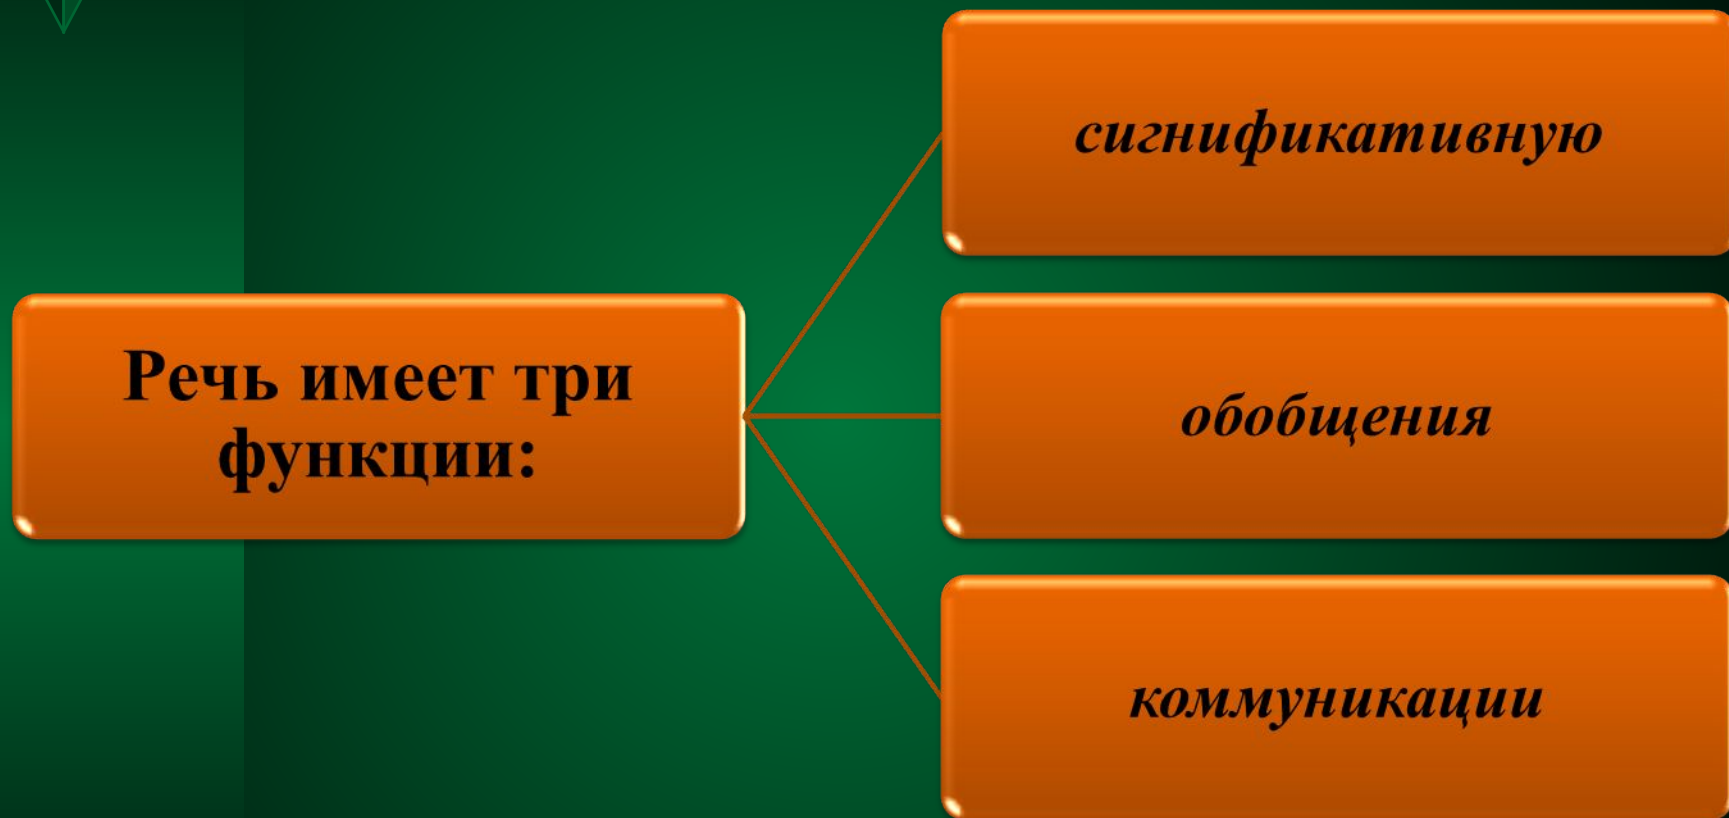 Речь имеет три
функции:
сигнификативную
обобщения
коммуникации